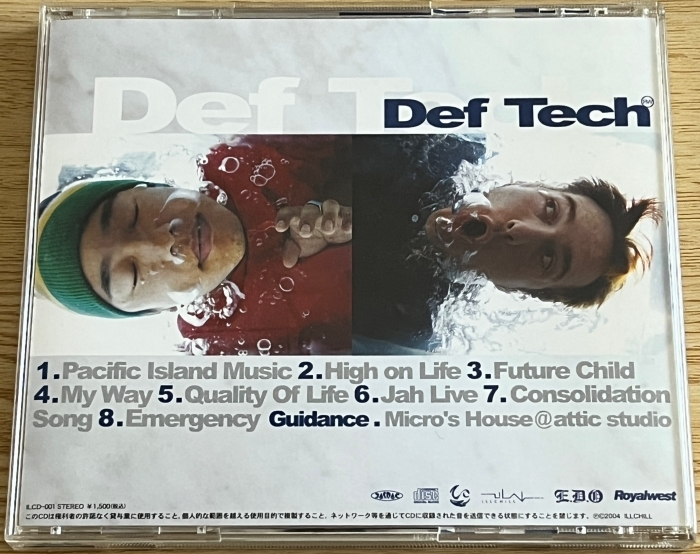 Def Tech
Def Tech
1.Pacific Island Music 2.High on Life 3.Future Child
4.My Way 5.Quality Of Life 6.Jah Live 7.Consolidation
Song 8.Emergency Guidance.Micro's House@attic studio
ILCD-001 STEREO ¥1,500(税込)
JASRAC
disc
ILLCHILL
E.D.O
Royalwest
このCDは権利者の許諾なく賃貸業に使用すること、個人的な範囲を越える使用目的で複製すること、ネットワーク等を通じてCDに収録された音を送信できる状態にすることを禁じます。 ℗©2004 ILLCHILL